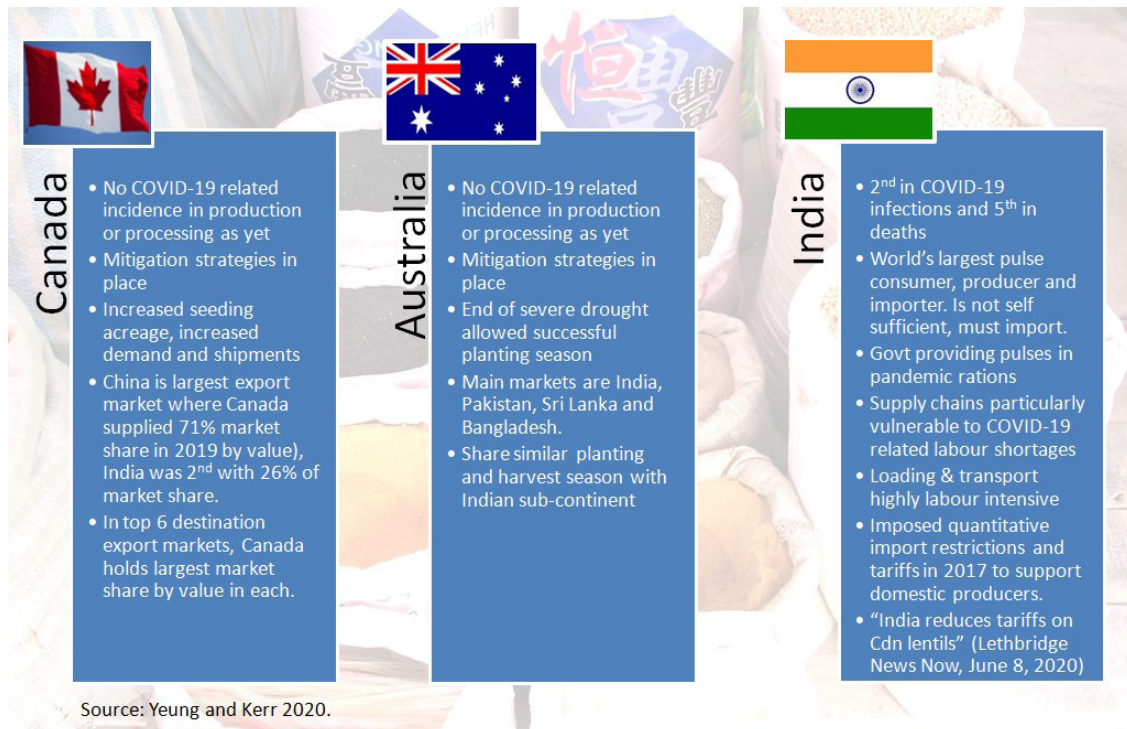 Canada
• No COVID-19 related
incidence in production
or processing as yet
• Mitigation strategies in
place
• Increased seeding
acreage, increased
demand and shipments
• China is largest export
market where Canada
supplied 71% market
share in 2019 by value),
India was 2nd with 26% of
market share.
• In top 6 destination
export markets, Canada
holds largest market
share by value in each.
Australia
• No COVID-19 related
incidence in production
or processing as yet
• Mitigation strategies in
place
• End of severe drought
allowed successful
planting season
• Main markets are India,
Pakistan, Sri Lanka and
Bangladesh.
• Share similar planting
and harvest season with
Indian sub-continent
India
• 2nd in COVID-19
infections and 5th in
deaths
• World’s largest pulse
consumer, producer and
importer. Is not self
sufficient, must import.
• Govt providing pulses in
pandemic rations
• Supply chains particularly
vulnerable to COVID-19
related labour shortages
• Loading & transport
highly labour intensive
• Imposed quantitative
import restrictions and
tariffs in 2017 to support
domestic producers.
• “India reduces tariffs on
Cdn lentils” (Lethbridge
News Now, June 8, 2020)
Source: Yeung and Kerr 2020.